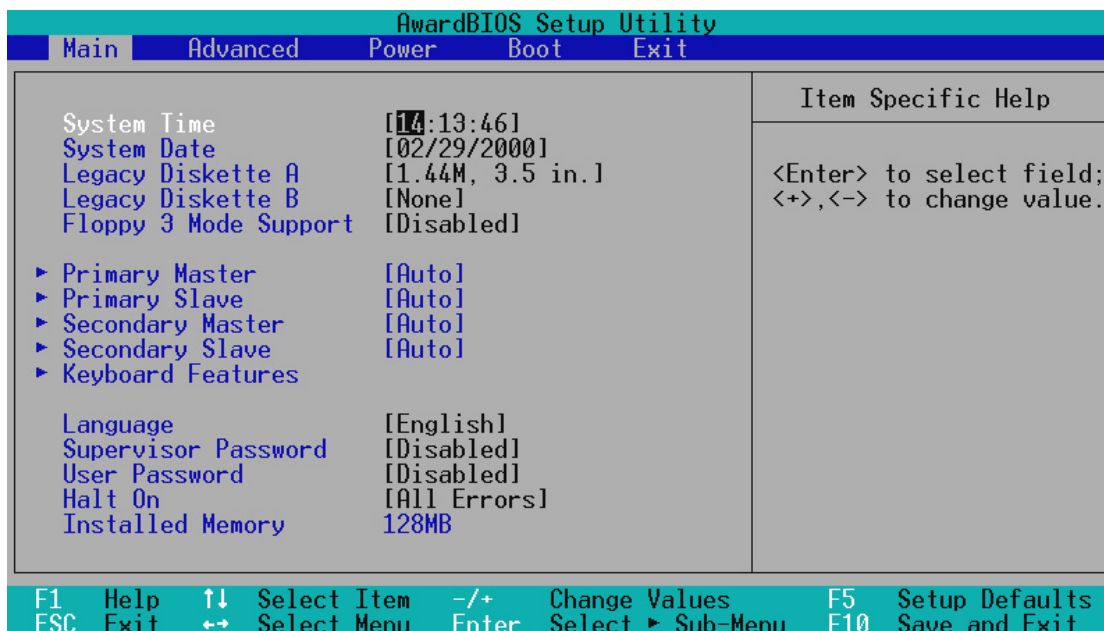 AwardBIOS Setup Utility
Main Advanced Power Boot Exit
System Time [14:13:46]
System Date [02/29/2000]
Legacy Diskette A [1.44M, 3.5 in.]
Legacy Diskette B [None]
Floppy 3 Mode Support [Disabled]
▶ Primary Master [Auto]
▶ Primary Slave [Auto]
▶ Secondary Master [Auto]
▶ Secondary Slave [Auto]
▶ Keyboard Features
Language [English]
Supervisor Password [Disabled]
User Password [Disabled]
Halt On [All Errors]
Installed Memory 128MB
Item Specific Help
<Enter> to select field;
<+>,<-> to change value.
F1 Help ↑↓ Select Item -/+ Change Values F5 Setup Defaults
ESC Exit ←→ Select Menu Enter Select ▶ Sub-Menu F10 Save and Exit